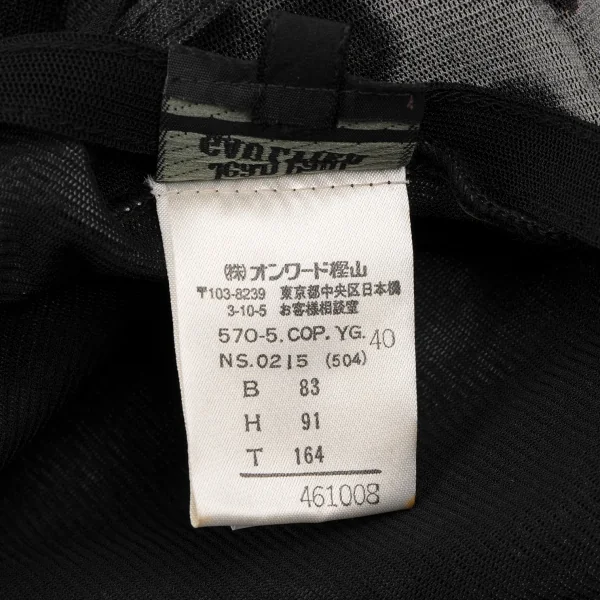 ㈱オンワード樫山
〒103-8239 東京都中央区日本橋
3-10-5 お客様相談室
570-5.COP.YG.40
NS.0215 (504)
B 83
H 91
T 164
461008